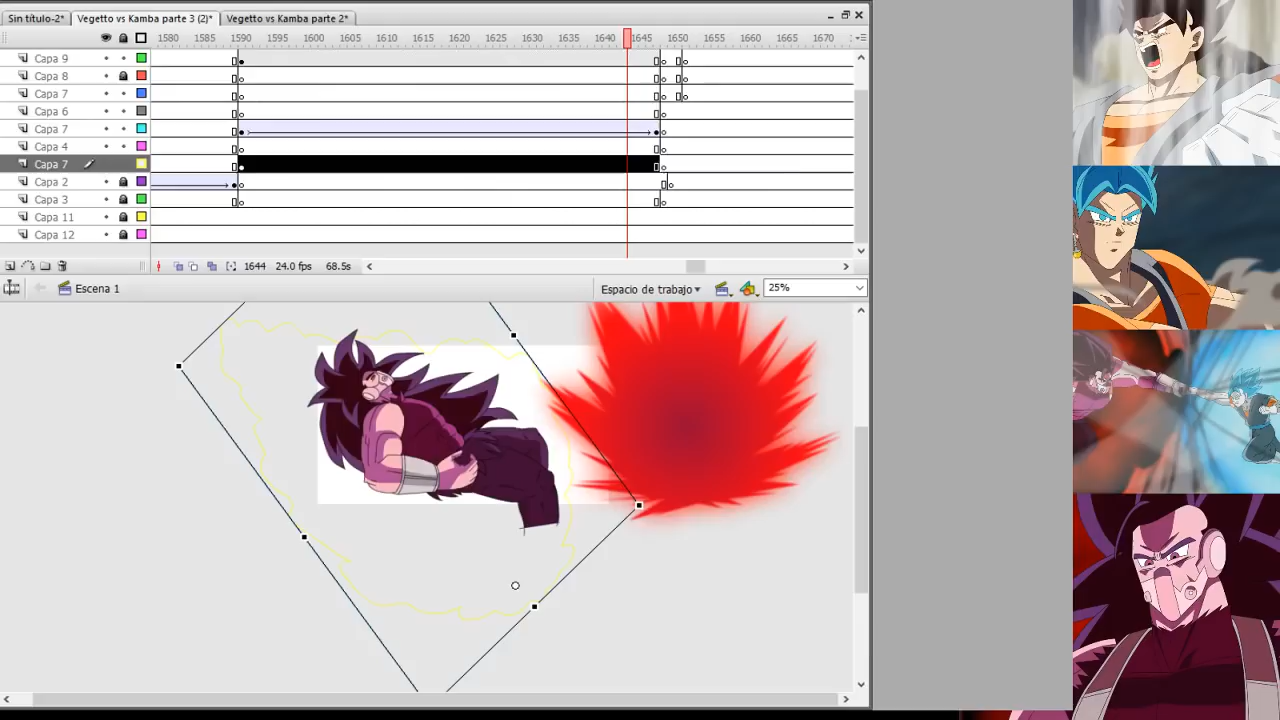 Sin título-2* Vegetto vs Kamba parte 3 (2)* Vegetto vs Kamba parte 2*
1580 1585 1590 1595 1600 1605 1610 1615 1620 1625 1630 1635 1640 1645 1650 1655 1660 1665 1670
Capa 9
Capa 8
Capa 7
Capa 6
Capa 7
Capa 4
Capa 7
Capa 2
Capa 3
Capa 11
Capa 12
1644 24.0 fps 68.5s
Escena 1 Espacio de trabajo 25%